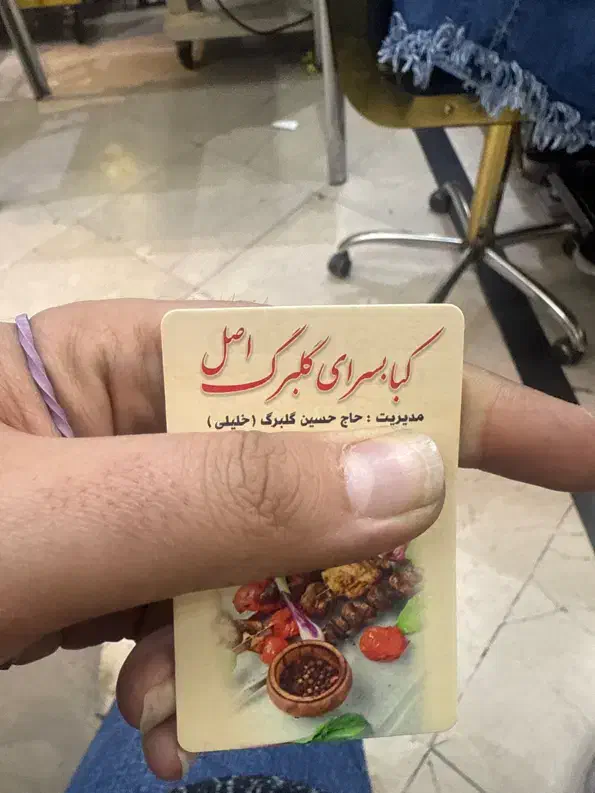 کبابسرای گلبرگ اصل
مدیریت : حاج حسین گلبرگ (خلیلی)